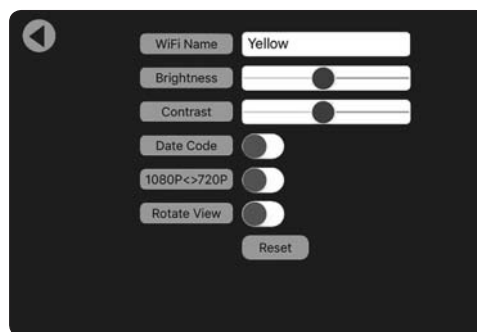 WiFi Name Yellow
Brightness
Contrast
Date Code
1080P<>720P
Rotate View
Reset